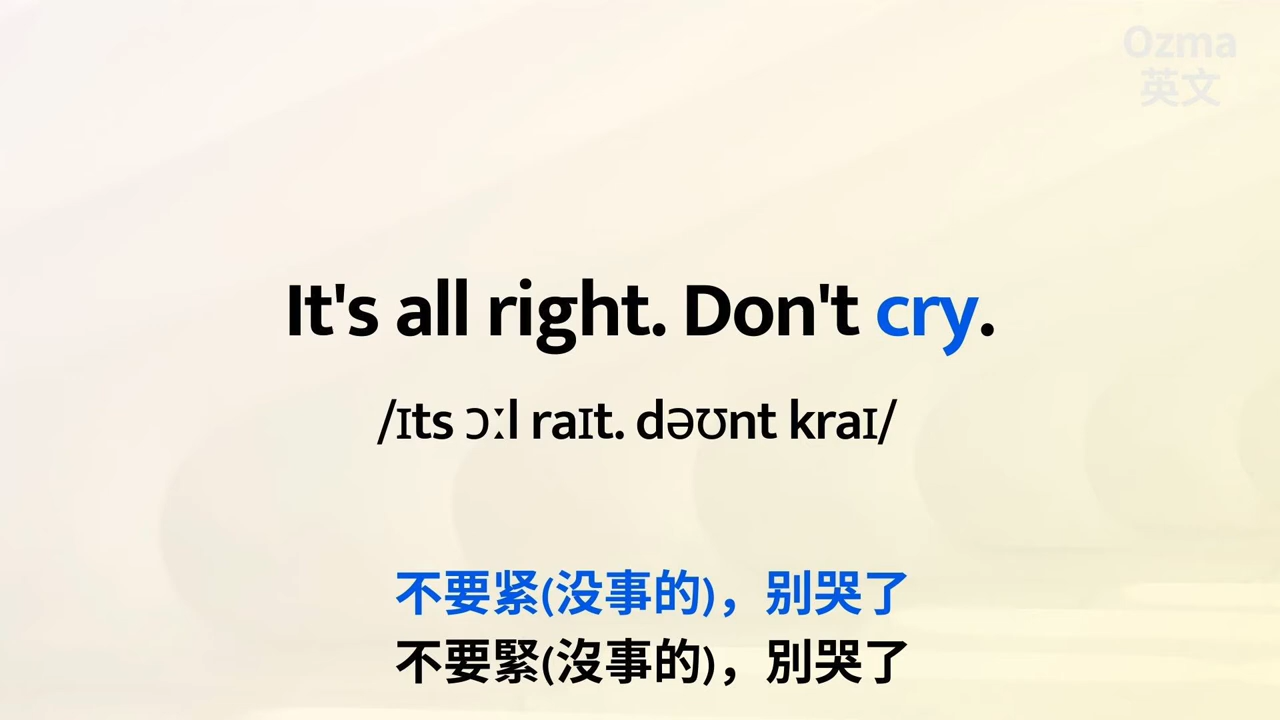 Ozma
英文
It's all right. Don't cry.
/ɪts ɔːl raɪt. dəʊnt kraɪ/
不要紧(没事的)，别哭了
不要緊(沒事的)，別哭了